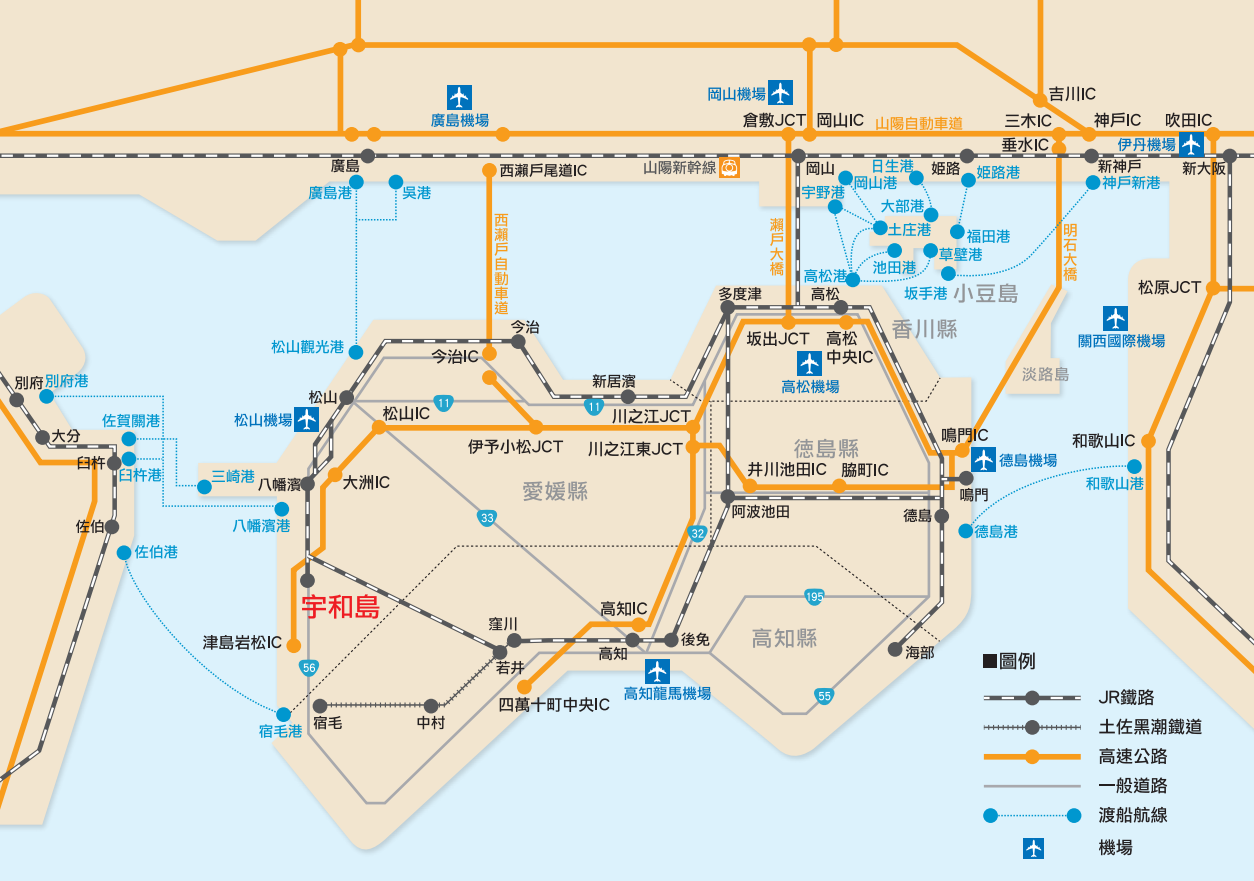 吉川IC
岡山機場
廣島機場
倉敷JCT
岡山IC
山陽自動車道
三木IC
神戶IC
吹田IC
垂水IC
伊丹機場
廣島
西瀨戶尾道IC
山陽新幹線
岡山
日生港
姬路
姬路港
新神戶
新大阪
廣島港
吳港
岡山港
神戶新港
宇野港
大部港
西瀨戶自動車道
瀨戶大橋
土庄港
福田港
明石大橋
草壁港
池田港
高松港
坂手港
小豆島
松原JCT
多度津
高松
香川縣
今治
坂出JCT
高松
中央IC
關西國際機場
松山觀光港
今治IC
高松機場
淡路島
別府
別府港
新居濱
松山
11
11
松山機場
松山IC
川之江JCT
佐賀關港
大分
伊予小松JCT
川之江東JCT
德島縣
鳴門IC
和歌山IC
臼杵
臼杵港
三崎港
八幡濱
大洲IC
井川池田IC
脇町IC
德島機場
和歌山港
愛媛縣
鳴門
阿波池田
德島
佐伯
八幡濱港
33
32
德島港
佐伯港
宇和島
195
高知IC
津島岩松IC
窪川
高知
後免
高知縣
海部
56
若井
高知龍馬機場
55
四萬十町中央IC
宿毛港
宿毛
中村
■圖例
JR鐵路
土佐黑潮鐵道
高速公路
一般道路
渡船航線
機場